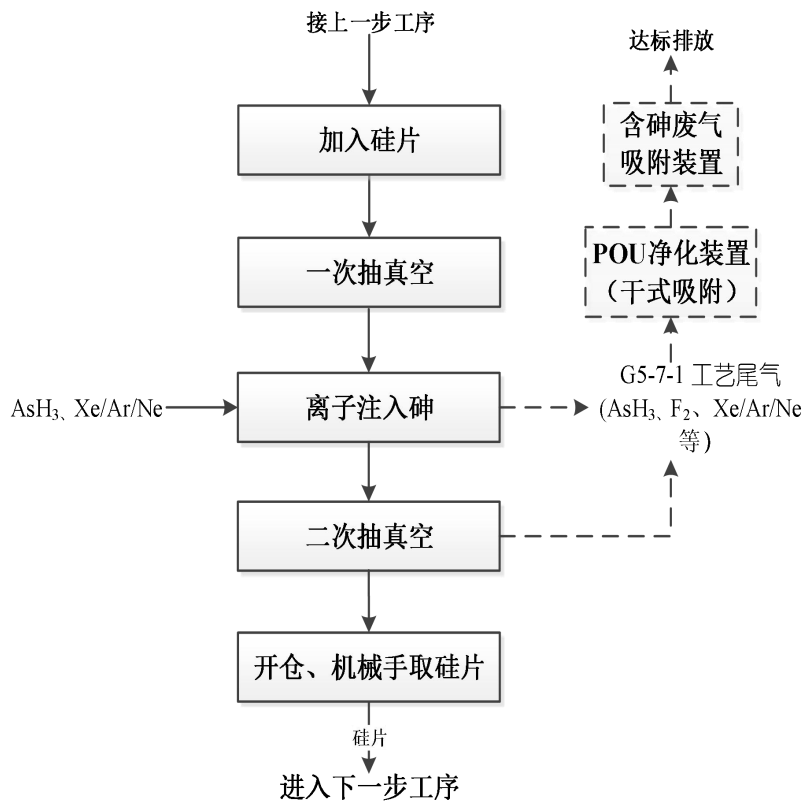 接上一步工序
达标排放
加入硅片
含砷废气
吸附装置
一次抽真空
POU净化装置
（干式吸附）
AsH₃、Xe/Ar/Ne
离子注入砷
G5-7-1 工艺尾气
(AsH₃、F₂、Xe/Ar/Ne
等)
二次抽真空
开仓、机械手取硅片
硅片
进入下一步工序